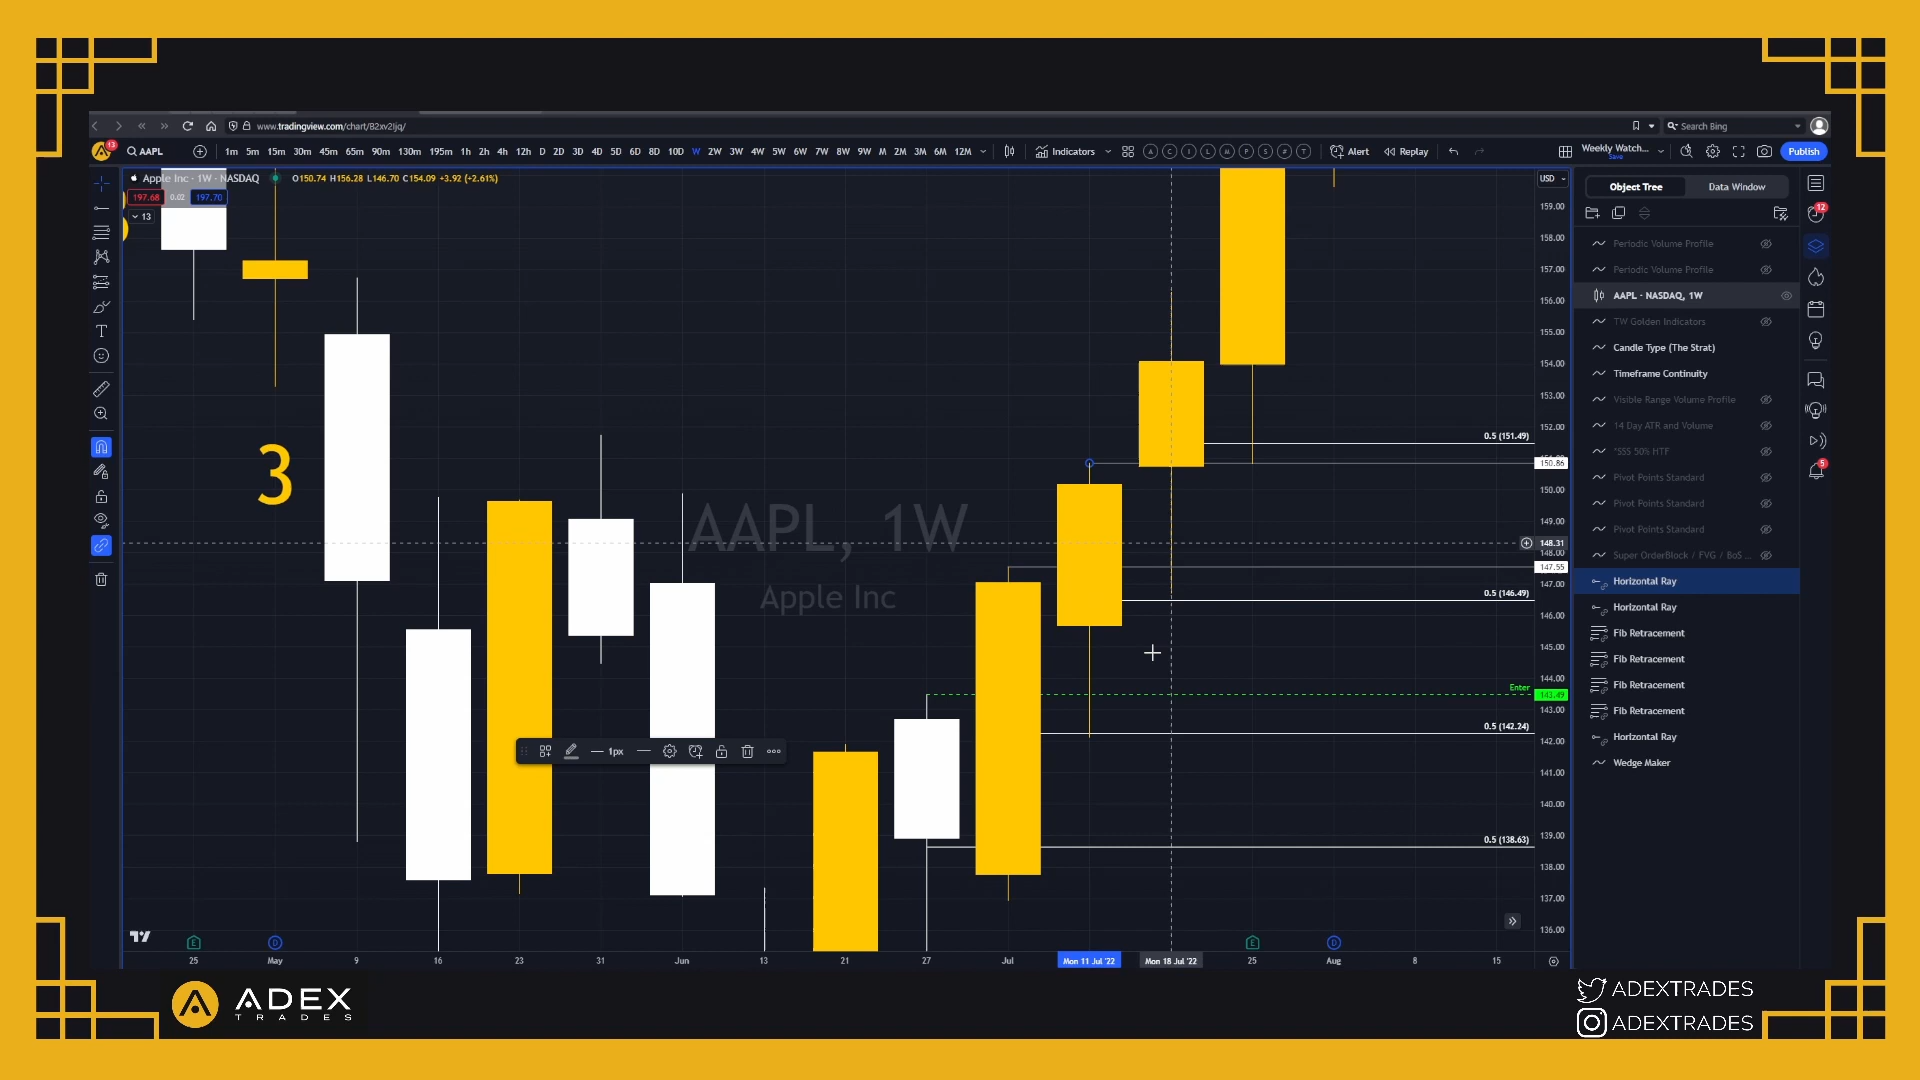 www.tradingview.com/chart/B2xv2Ijq/
Search Bing
13
AAPL
1m 5m 15m 30m 45m 65m 90m 130m 195m 1h 2h 4h 12h D 2D 3D 4D 5D 6D 8D 10D W 2W 3W 4W 5W 6W 7W 8W 9W M 2M 3M 6M 12M
Indicators
A C I L M P S # T
Alert
Replay
Weekly Watch...
Save
Publish
Apple Inc · 1W · NASDAQ
O150.74 H156.28 L146.70 C154.09 +3.92 (+2.61%)
USD
197.68 0.02 197.70
13
3
AAPL, 1W
Apple Inc
1px
0.5 (151.49)
0.5 (146.49)
Enter
0.5 (142.24)
0.5 (138.63)
159.00
158.00
157.00
156.00
155.00
154.00
153.00
152.00
150.86
150.00
149.00
148.31
148.00
147.55
147.00
146.00
145.00
144.00
143.49
143.00
142.00
141.00
140.00
139.00
138.00
137.00
136.00
E D E D
25 May 9 16 23 31 Jun 13 21 27 Jul Mon 11 Jul '22 Mon 18 Jul '22 25 Aug 8 15
Object Tree
Data Window
Periodic Volume Profile
Periodic Volume Profile
AAPL · NASDAQ, 1W
TW Golden Indicators
Candle Type (The Strat)
Timeframe Continuity
Visible Range Volume Profile
14 Day ATR and Volume
*SSS 50% HTF
Pivot Points Standard
Pivot Points Standard
Pivot Points Standard
Super OrderBlock / FVG / BoS ...
Horizontal Ray
Horizontal Ray
Fib Retracement
Fib Retracement
Fib Retracement
Fib Retracement
Horizontal Ray
Wedge Maker
12
5
ADEX
TRADES
ADEXTRADES
ADEXTRADES